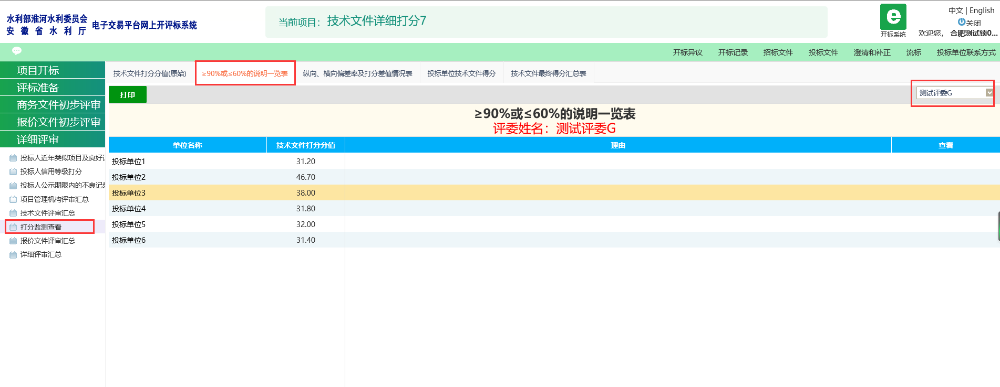 水利部淮河水利委员会
安徽省水利厅
电子交易平台网上开评标系统
当前项目： 技术文件详细打分7
e
开标系统
中文 | English
关闭
欢迎您， 合肥测试锁0...
开标异议 开标记录 招标文件 投标文件 澄清和补正 流标 投标单位联系方式
项目开标
评标准备
商务文件初步评审
报价文件初步评审
详细评审
投标人近年类似项目及良好
投标人信用等级打分
投标人公示期限内的不良记
项目管理机构评审汇总
技术文件评审汇总
打分监测查看
报价文件评审汇总
详细评审汇总
技术文件打分分值(原始) ≥90%或≤60%的说明一览表 纵向、横向偏差率及打分差值情况表 投标单位技术文件得分 技术文件最终得分汇总表
打印 测试评委G
≥90%或≤60%的说明一览表
评委姓名：测试评委G
单位名称 技术文件打分分值 理由 查看
投标单位1 31.20
投标单位2 46.70
投标单位3 38.00
投标单位4 31.80
投标单位5 32.00
投标单位6 31.40